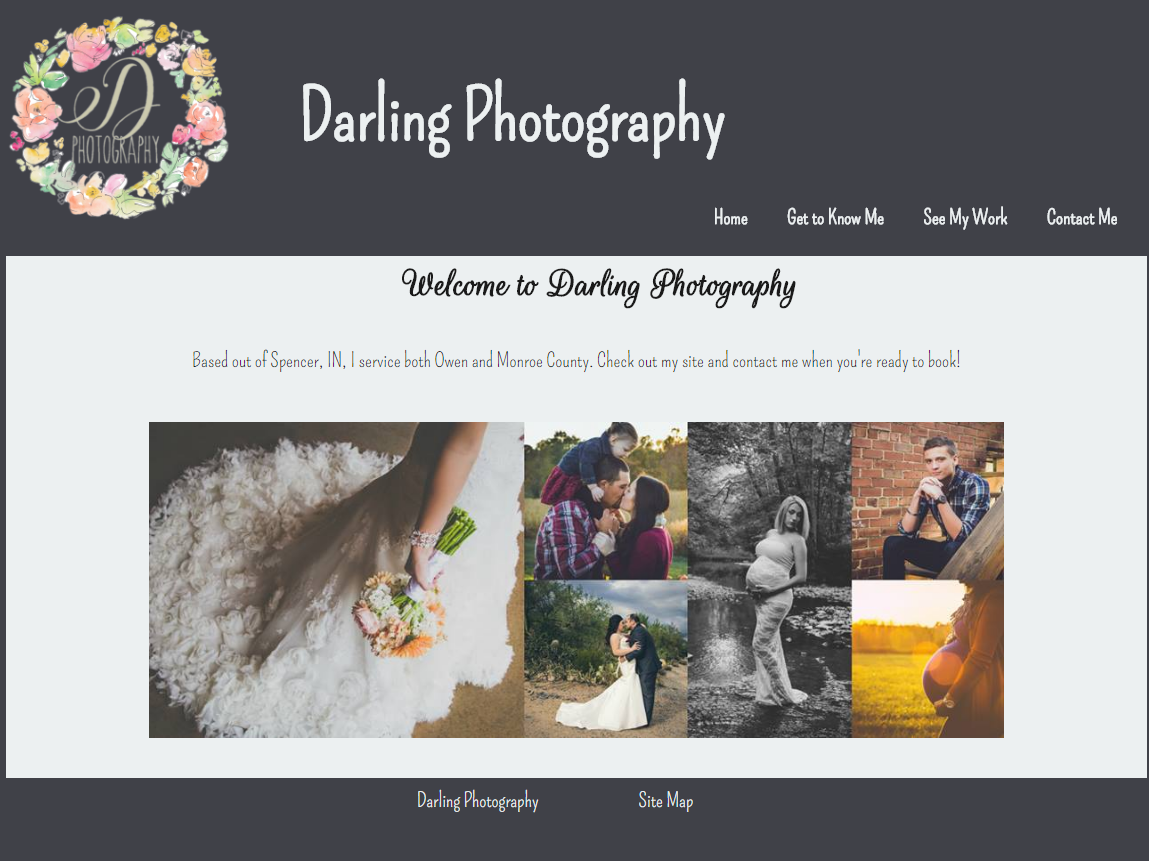 D
PHOTOGRAPHY
Darling Photography
Home Get to Know Me See My Work Contact Me
Welcome to Darling Photography
Based out of Spencer, IN, I service both Owen and Monroe County. Check out my site and contact me when you're ready to book!
Darling Photography Site Map